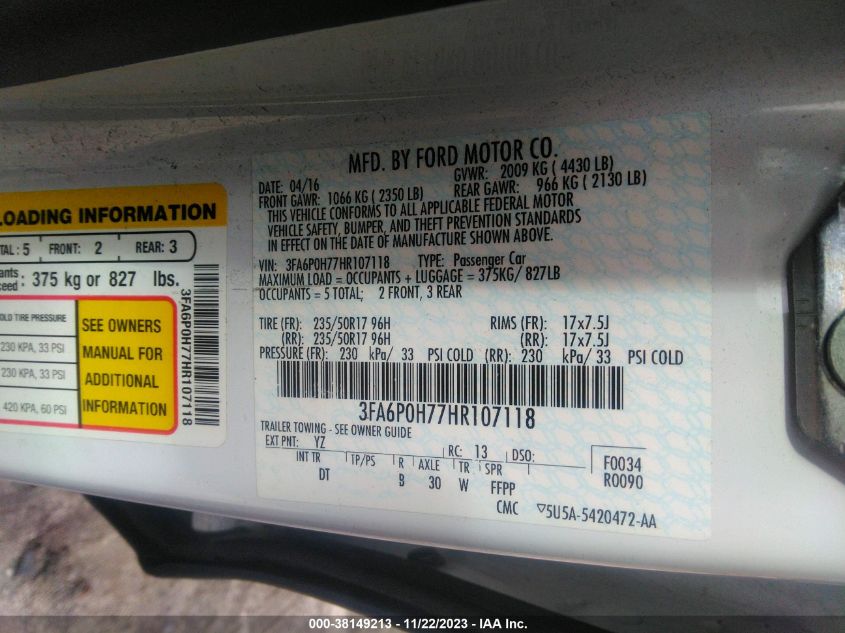 MFD. BY FORD MOTOR CO.
DATE: 04/16 GVWR: 2009 KG ( 4430 LB)
FRONT GAWR: 1066 KG ( 2350 LB) REAR GAWR: 966 KG ( 2130 LB)
THIS VEHICLE CONFORMS TO ALL APPLICABLE FEDERAL MOTOR
VEHICLE SAFETY, BUMPER, AND THEFT PREVENTION STANDARDS
IN EFFECT ON THE DATE OF MANUFACTURE SHOWN ABOVE.
VIN: 3FA6P0H77HR107118 TYPE: Passenger Car
MAXIMUM LOAD = OCCUPANTS + LUGGAGE = 375KG/ 827LB
OCCUPANTS = 5 TOTAL; 2 FRONT, 3 REAR
TIRE (FR): 235/50R17 96H RIMS (FR): 17x7.5J
(RR): 235/50R17 96H (RR): 17x7.5J
PRESSURE (FR): 230 kPa/ 33 PSI COLD (RR): 230 kPa/ 33 PSI COLD
3FA6P0H77HR107118
TRAILER TOWING - SEE OWNER GUIDE
EXT PNT: YZ RC: 13 DSO:
INT TR TP/PS R AXLE TR SPR
DT B 30 W FFPP
F0034
R0090
CMC ▽5U5A-5420472-AA
LOADING INFORMATION
TAL: 5 FRONT: 2 REAR: 3
pants
xceed: 375 kg or 827 lbs.
OLD TIRE PRESSURE
230 KPA, 33 PSI
230 KPA, 33 PSI
420 KPA, 60 PSI
SEE OWNERS
MANUAL FOR
ADDITIONAL
INFORMATION
3FA6P0H77HR107118
000-38149213 - 11/22/2023 - IAA Inc.